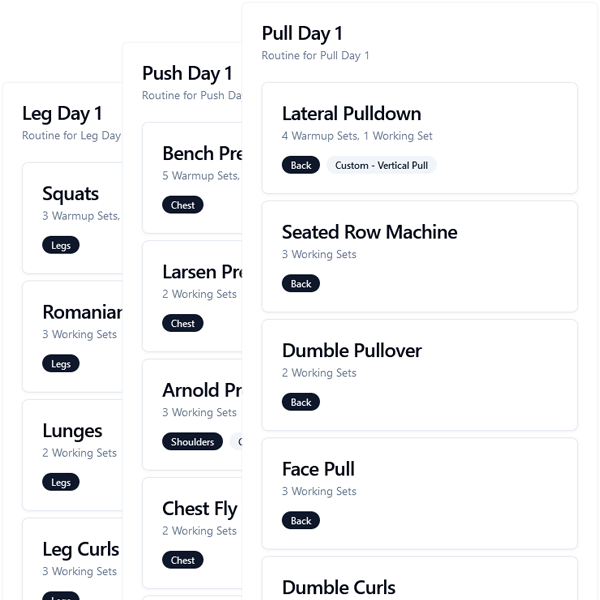 Leg Day 1
Routine for Leg Day
Squats
3 Warmup Sets,
Legs
Romanian
3 Working Sets
Legs
Lunges
2 Working Sets
Legs
Leg Curls
3 Working Sets
Legs
Push Day 1
Routine for Push Da
Bench Pre
5 Warmup Sets,
Chest
Larsen Pre
2 Working Sets
Chest
Arnold Pr
3 Working Sets
Shoulders
Chest Fly
2 Working Sets
Chest
Pull Day 1
Routine for Pull Day 1
Lateral Pulldown
4 Warmup Sets, 1 Working Set
Back Custom - Vertical Pull
Seated Row Machine
3 Working Sets
Back
Dumble Pullover
2 Working Sets
Back
Face Pull
3 Working Sets
Back
Dumble Curls